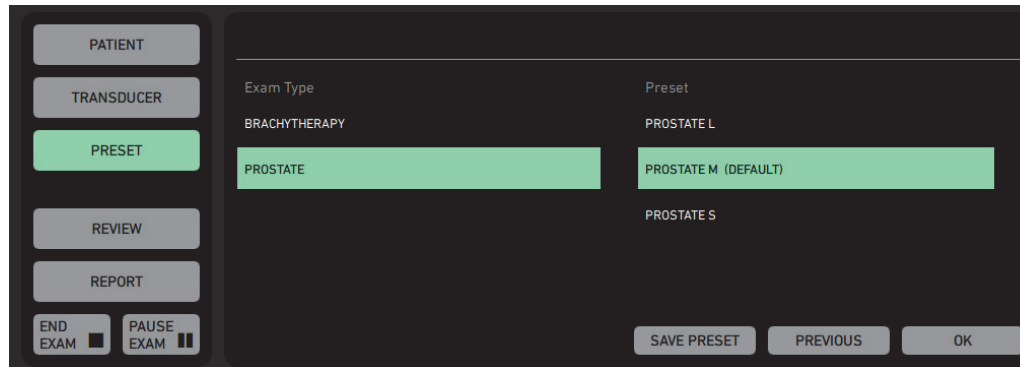 PATIENT
TRANSDUCER
PRESET
REVIEW
REPORT
END
EXAM
PAUSE
EXAM
Exam Type
BRACHYTHERAPY
PROSTATE
Preset
PROSTATE L
PROSTATE M (DEFAULT)
PROSTATE S
SAVE PRESET
PREVIOUS
OK